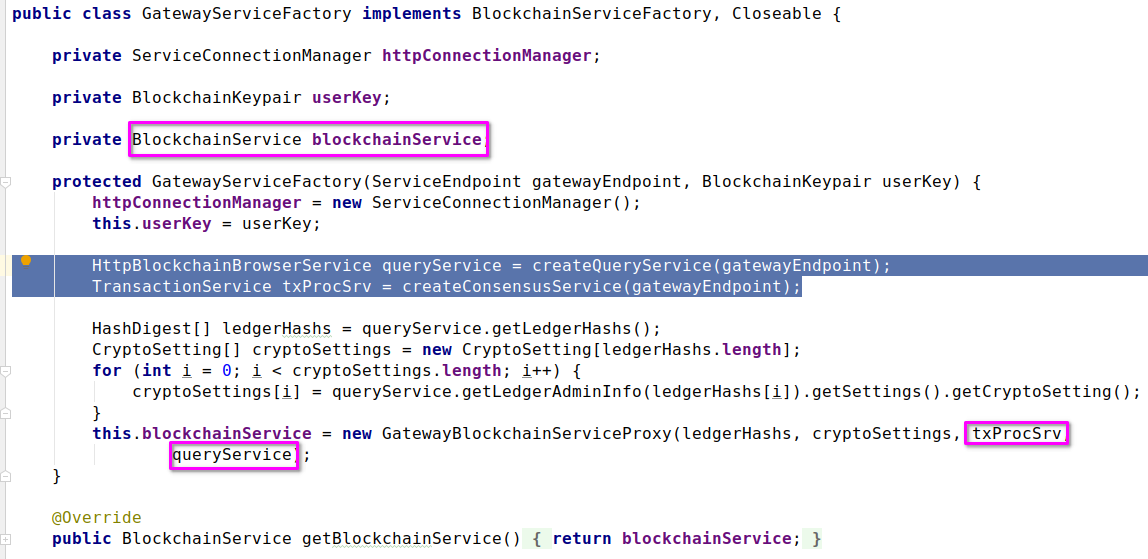 public class GatewayServiceFactory implements BlockchainServiceFactory, Closeable {
private ServiceConnectionManager httpConnectionManager;
private BlockchainKeypair userKey;
private BlockchainService blockchainService;
protected GatewayServiceFactory(ServiceEndpoint gatewayEndpoint, BlockchainKeypair userKey) {
httpConnectionManager = new ServiceConnectionManager();
this.userKey = userKey;
HttpBlockchainBrowserService queryService = createQueryService(gatewayEndpoint);
TransactionService txProcSrv = createConsensusService(gatewayEndpoint);
HashDigest[] ledgerHashs = queryService.getLedgerHashs();
CryptoSetting[] cryptoSettings = new CryptoSetting[ledgerHashs.length];
for (int i = 0; i < cryptoSettings.length; i++) {
cryptoSettings[i] = queryService.getLedgerAdminInfo(ledgerHashs[i]).getSettings().getCryptoSetting();
}
this.blockchainService = new GatewayBlockchainServiceProxy(ledgerHashs, cryptoSettings, txProcSrv,
queryService);
}
@Override
public BlockchainService getBlockchainService() { return blockchainService; }